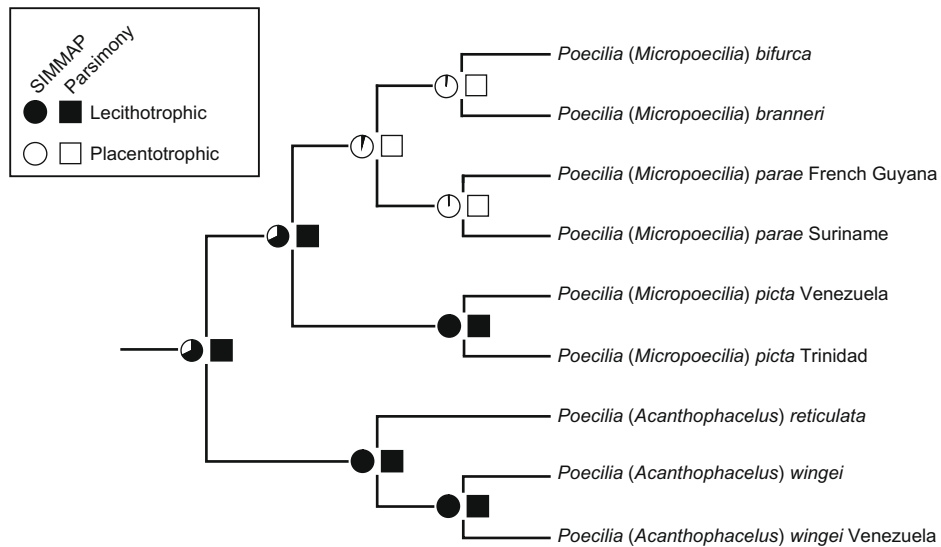 SIMMAP
Parsimony
Lecithotrophic
Placentotrophic
Poecilia (Micropoecilia) bifurca
Poecilia (Micropoecilia) branneri
Poecilia (Micropoecilia) parae French Guyana
Poecilia (Micropoecilia) parae Suriname
Poecilia (Micropoecilia) picta Venezuela
Poecilia (Micropoecilia) picta Trinidad
Poecilia (Acanthophacelus) reticulata
Poecilia (Acanthophacelus) wingei
Poecilia (Acanthophacelus) wingei Venezuela